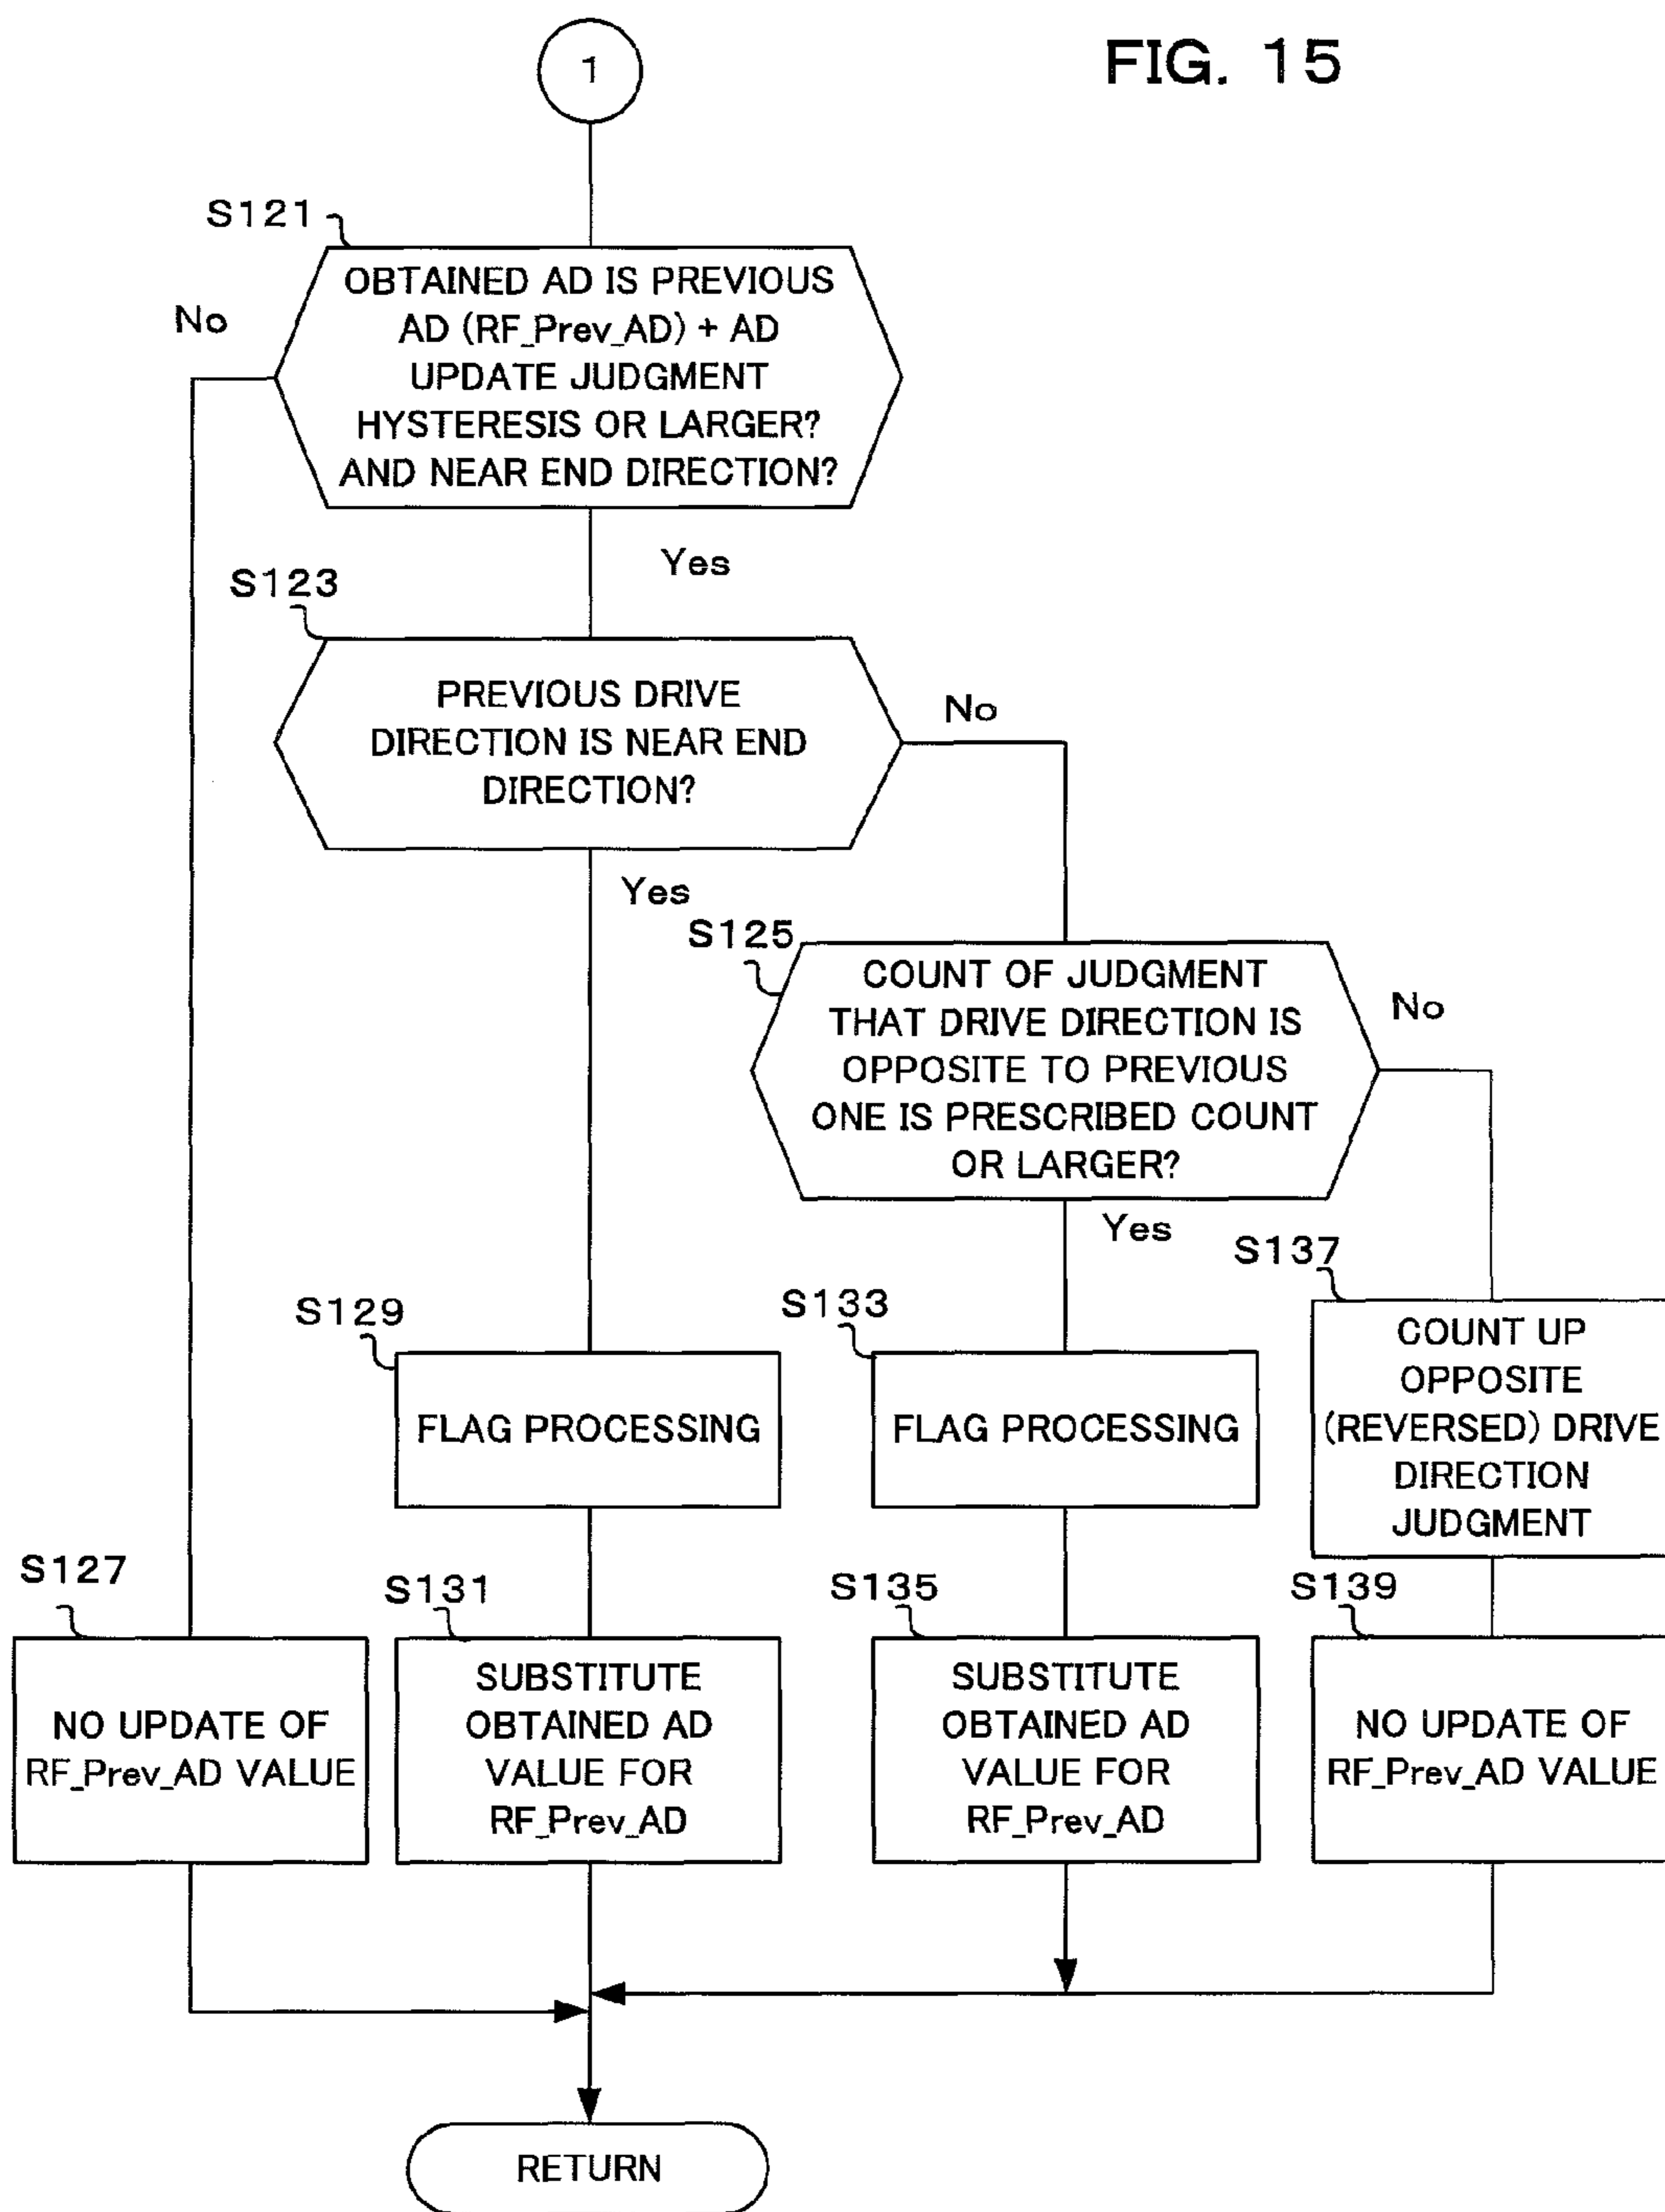 FIG. 15
1
S121
OBTAINED AD IS PREVIOUS
AD (RF_Prev_AD) + AD
UPDATE JUDGMENT
HYSTERESIS OR LARGER?
AND NEAR END DIRECTION?
No
Yes
S123
PREVIOUS DRIVE
DIRECTION IS NEAR END
DIRECTION?
No
Yes
S125
COUNT OF JUDGMENT
THAT DRIVE DIRECTION IS
OPPOSITE TO PREVIOUS
ONE IS PRESCRIBED COUNT
OR LARGER?
No
Yes
S129
FLAG PROCESSING
S133
FLAG PROCESSING
S137
COUNT UP
OPPOSITE
(REVERSED) DRIVE
DIRECTION
JUDGMENT
S127
NO UPDATE OF
RF_Prev_AD VALUE
S131
SUBSTITUTE
OBTAINED AD
VALUE FOR
RF_Prev_AD
S135
SUBSTITUTE
OBTAINED AD
VALUE FOR
RF_Prev_AD
S139
NO UPDATE OF
RF_Prev_AD VALUE
RETURN